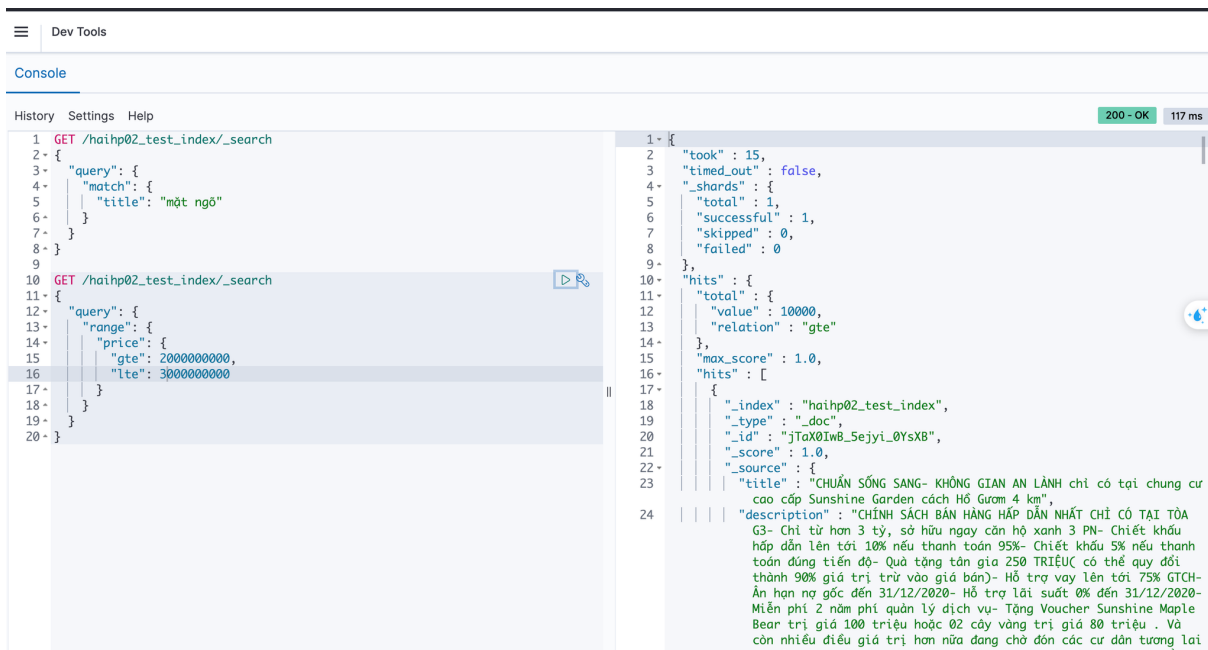 Dev Tools
Console
History Settings Help
200 - OK 117 ms
1 GET /haihp02_test_index/_search
2 {
3 "query": {
4 "match": {
5 "title": "mặt ngõ"
6 }
7 }
8 }
9
10 GET /haihp02_test_index/_search
11 {
12 "query": {
13 "range": {
14 "price": {
15 "gte": 2000000000,
16 "lte": 3000000000
17 }
18 }
19 }
20 }
1 {
2 "took" : 15,
3 "timed_out" : false,
4 "_shards" : {
5 "total" : 1,
6 "successful" : 1,
7 "skipped" : 0,
8 "failed" : 0
9 },
10 "hits" : {
11 "total" : {
12 "value" : 10000,
13 "relation" : "gte"
14 },
15 "max_score" : 1.0,
16 "hits" : [
17 {
18 "_index" : "haihp02_test_index",
19 "_type" : "_doc",
20 "_id" : "jTaX0IwB_5ejyi_0YsXB",
21 "_score" : 1.0,
22 "_source" : {
23 "title" : "CHUẨN SỐNG SANG- KHÔNG GIAN AN LÀNH chỉ có tại chung cư
cao cấp Sunshine Garden cách Hồ Gươm 4 km",
24 "description" : "CHÍNH SÁCH BÁN HÀNG HẤP DẪN NHẤT CHỈ CÓ TẠI TÒA
G3- Chỉ từ hơn 3 tỷ, sở hữu ngay căn hộ xanh 3 PN- Chiết khấu
hấp dẫn lên tới 10% nếu thanh toán 95%- Chiết khấu 5% nếu thanh
toán đúng tiến độ- Quà tặng tân gia 250 TRIỆU( có thể quy đổi
thành 90% giá trị trừ vào giá bán)- Hỗ trợ vay lên tới 75% GTCH-
Ân hạn nợ gốc đến 31/12/2020- Hỗ trợ lãi suất 0% đến 31/12/2020-
Miễn phí 2 năm phí quản lý dịch vụ- Tặng Voucher Sunshine Maple
Bear trị giá 100 triệu hoặc 02 cây vàng trị giá 80 triệu . Và
còn nhiều điều giá trị hơn nữa đang chờ đón các cư dân tương lai